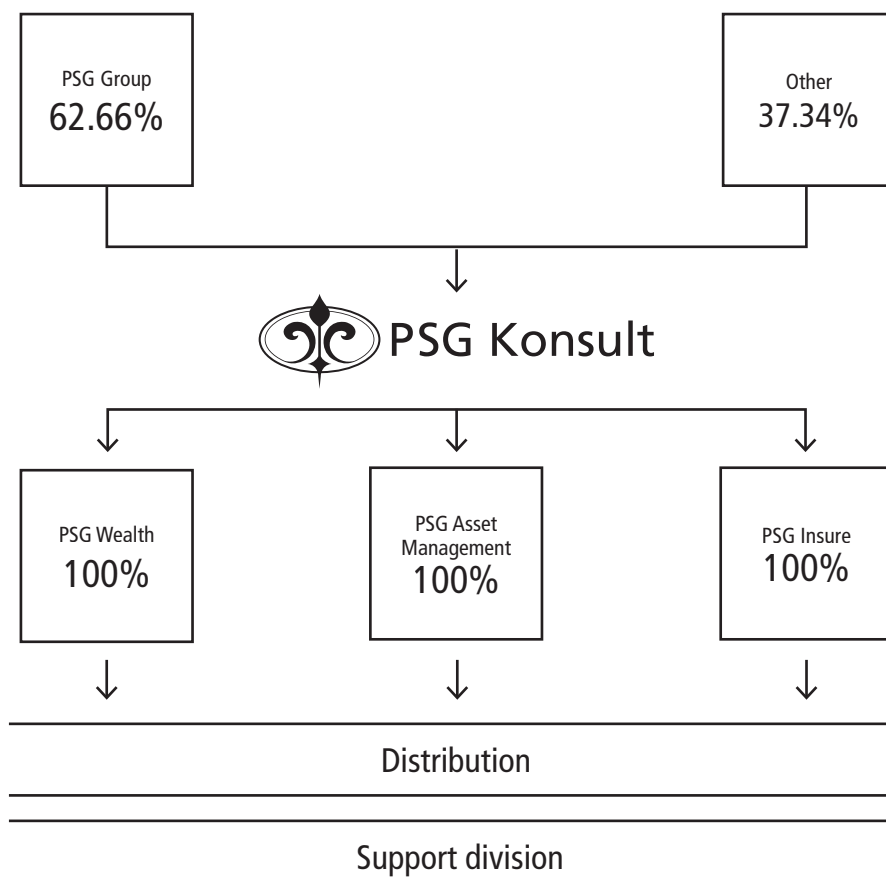 PSG Group
62.66%
Other
37.34%
PSG Konsult
PSG Wealth
100%
PSG Asset
Management
100%
PSG Insure
100%
Distribution
Support division